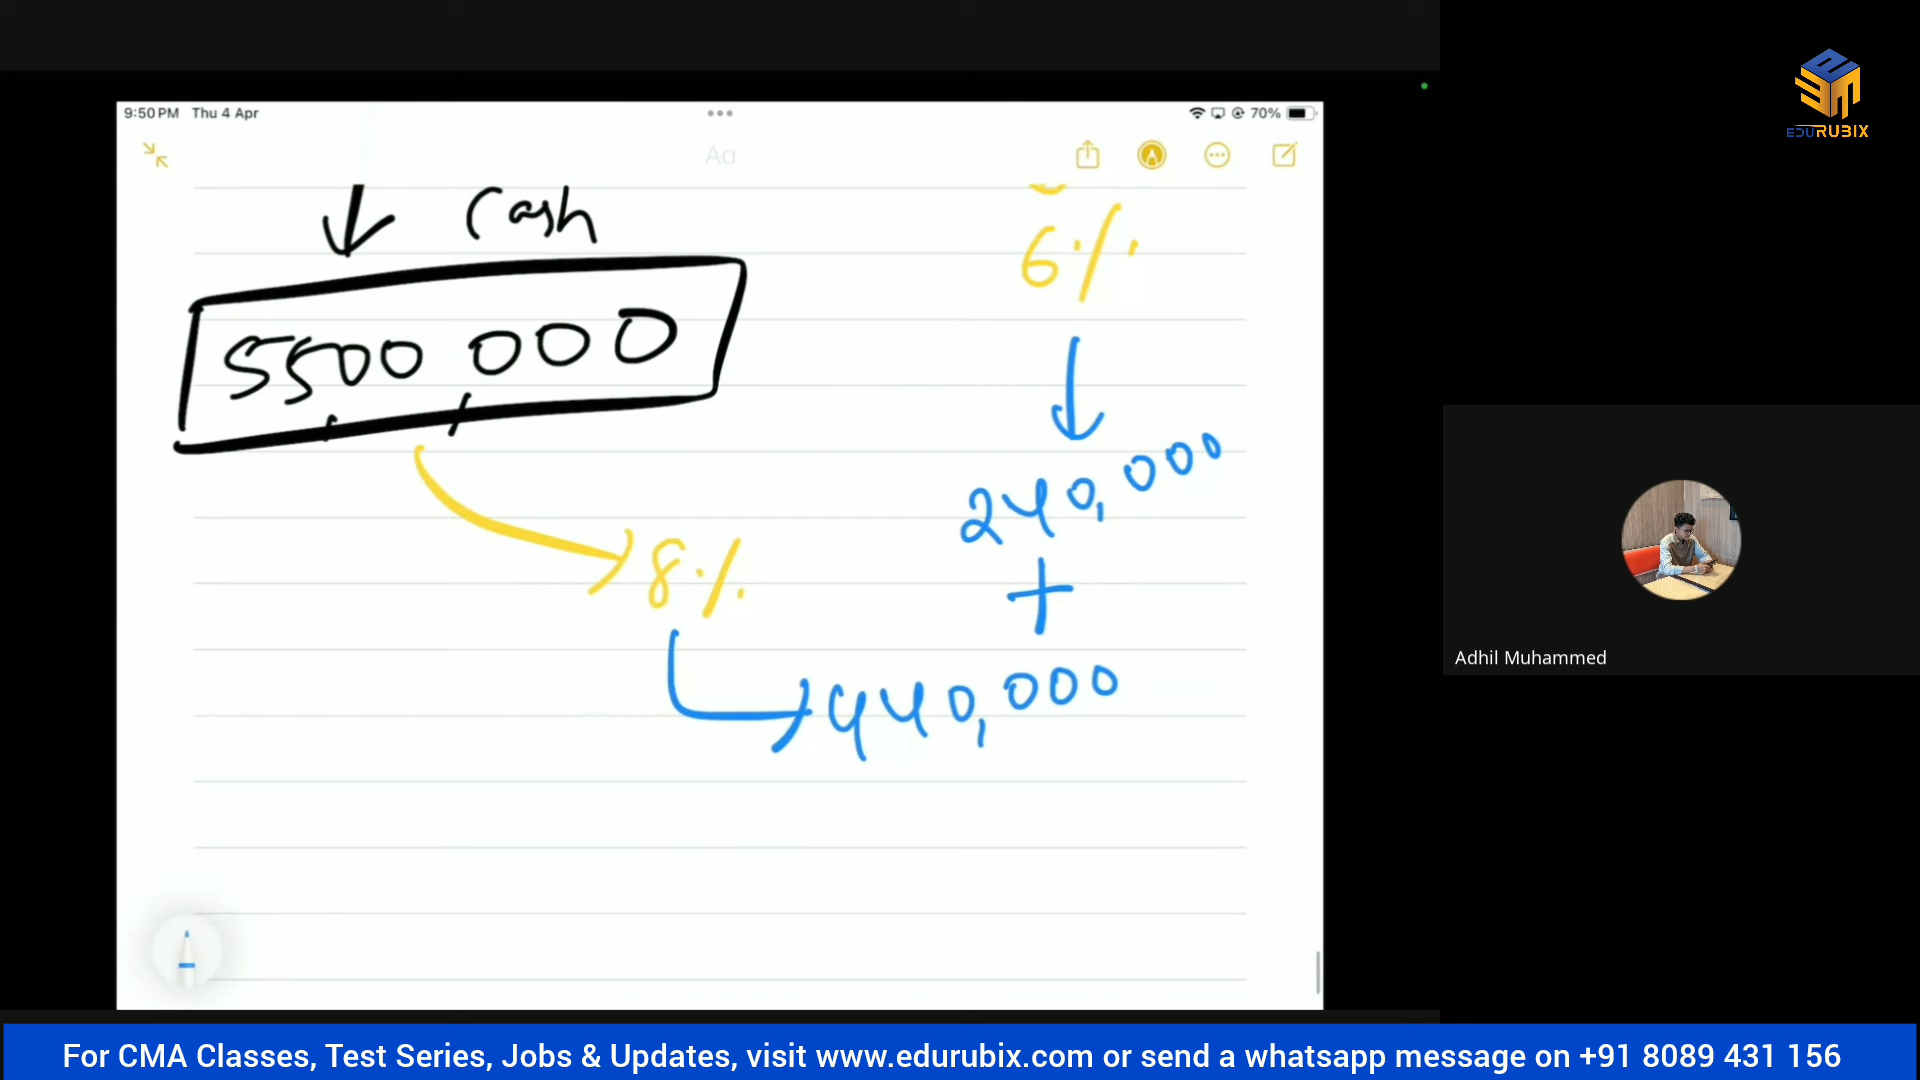 9:50 PM Thu 4 Apr
70%
Aa
Cash
6%
5500,000
240,000
+
8%
440,000
EDURUBIX
Adhil Muhammed
For CMA Classes, Test Series, Jobs & Updates, visit www.edurubix.com or send a whatsapp message on +91 8089 431 156